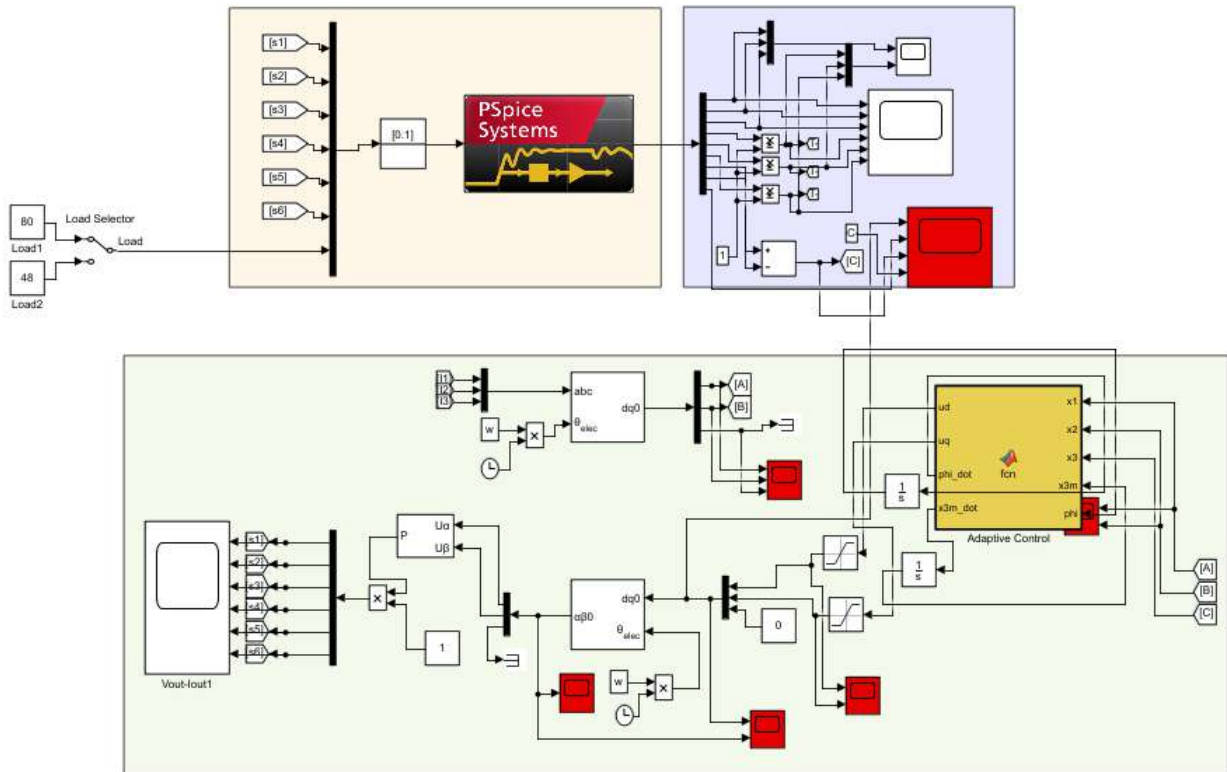 [s1]
[s2]
[s3]
[s4]
[s5]
[s6]
[0.1]
PSpice
Systems
80
Load1
Load Selector
Load
48
Load2
1
+
−
[C]
C
I1
I2
I3
abc
θelec
dq0
w
×
[A]
[B]
ud
uq
phi_dot
x3m_dot
fcn
x1
x2
x3
x3m
phi
Adaptive Control
1
s
1
s
[A]
[B]
[C]
Vout-Iout1
s1]
s2]
s3]
s4]
s5]
s6]
×
1
P
Uα
Uβ
αβ0
dq0
θelec
w
×
0